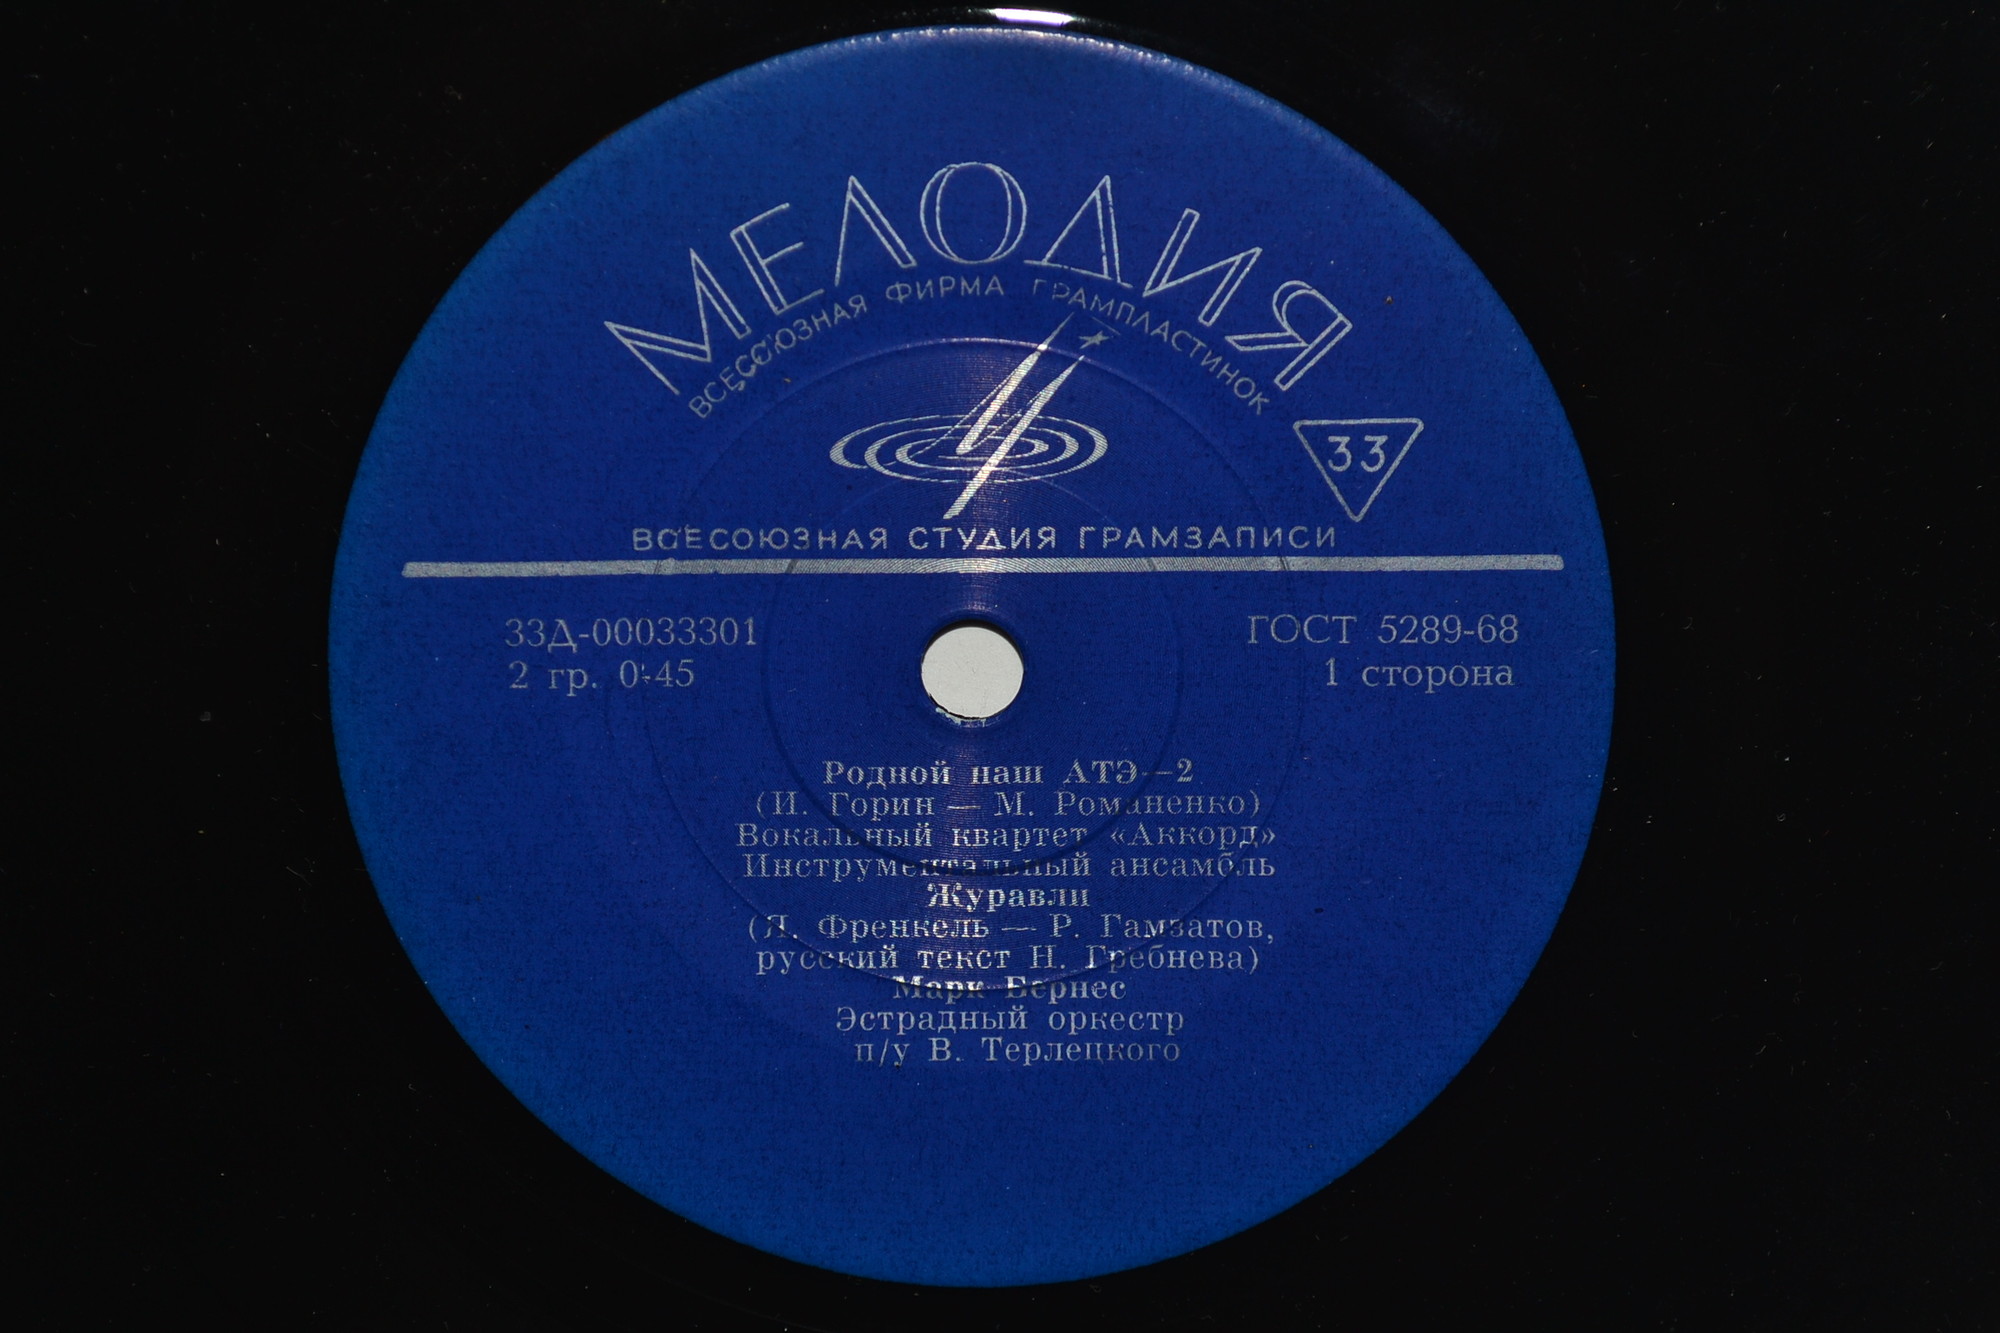 МЕЛОДИЯ
ВСЕСОЮЗНАЯ ФИРМА ГРАМПЛАСТИНОК
33
ВСЕСОЮЗНАЯ СТУДИЯ ГРАМЗАПИСИ
33Д-00033301 ГОСТ 5289-68
2 гр. 0-45 1 сторона
Родной наш АТЭ—2
(И. Горин — М. Романенко)
Вокальный квартет «Аккорд»
Инструментальный ансамбль
Журавли
(Я. Френкель — Р. Гамзатов,
русский текст Н. Гребнева)
Марк Бернес
Эстрадный оркестр
п/у В. Терлецкого